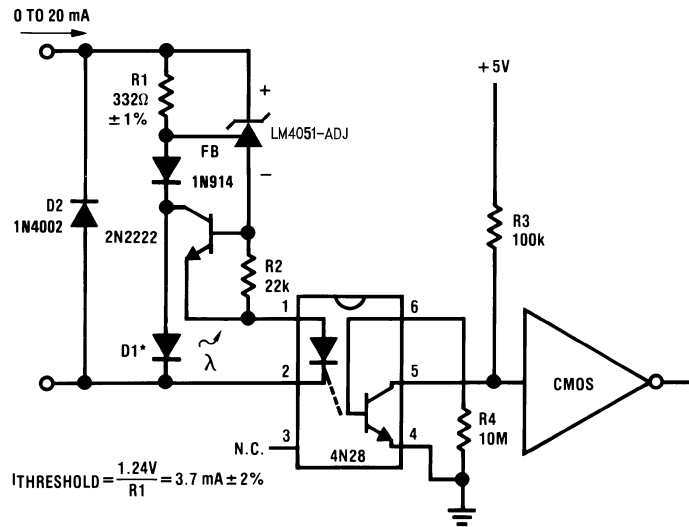 0 TO 20 mA
+5V
R1
332Ω
±1%
+
LM4051-ADJ
FB
1N914
−
D2
1N4002
2N2222
R2
22k
R3
100k
1
6
D1*
λ
2
5
CMOS
3
4
N.C.
4N28
R4
10M
ITHRESHOLD = 1.24V / R1 = 3.7 mA ± 2%